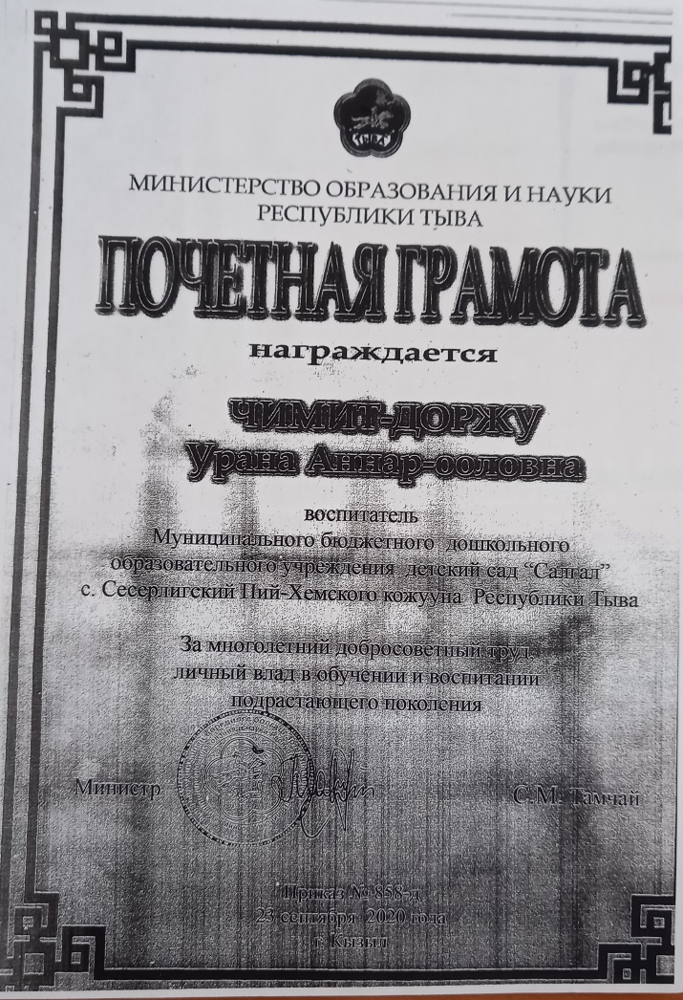 ТЫВА
МИНИСТЕРСТВО ОБРАЗОВАНИЯ И НАУКИ
РЕСПУБЛИКИ ТЫВА
ПОЧЕТНАЯ ГРАМОТА
награждается
ЧИМИТ-ДОРЖУ
Урана Аннар-ооловна
воспитатель
Муниципального бюджетного дошкольного
образовательного учреждения детский сад “Салгал”
с. Сесерлигский Пий-Хемского кожууна Республики Тыва
За многолетний добросоветный труд,
личный влад в обучении и воспитании
подрастающего поколения
Министр С.М. Тамчай
Приказ № 858-д
23 сентября 2020 года
г. Кызыл